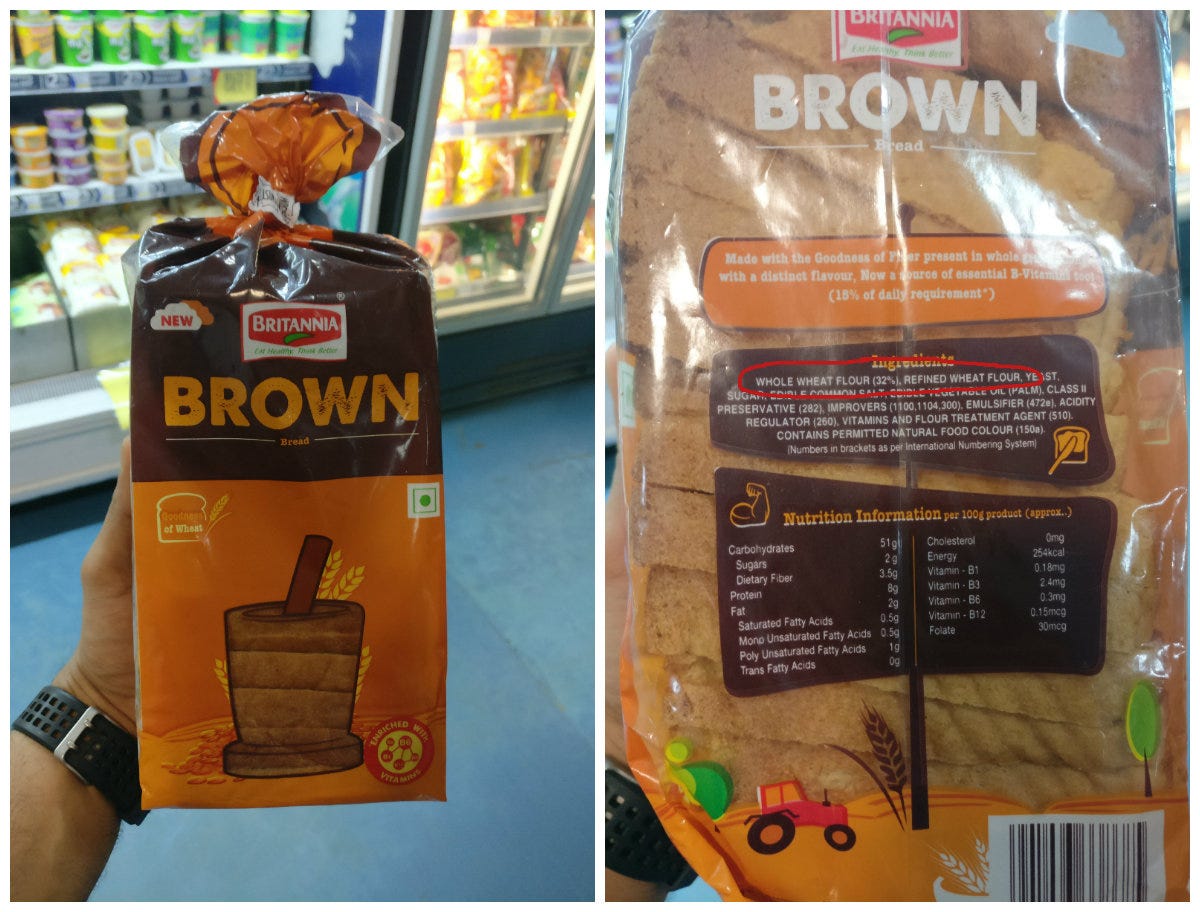 NEW
BRITANNIA
Eat Healthy, Think Better
BROWN
Bread
Goodness
of Wheat
ENRICHED WITH
VITAMINS
BRITANNIA
Eat Healthy, Think Better
BROWN
Bread
Made with the Goodness of Fiber present in whole
with a distinct flavour, Now a source of essential B-Vitamins too!
(15% of daily requirement*)
Ingredients
WHOLE WHEAT FLOUR (32%), REFINED WHEAT FLOUR, YEAST,
SUGAR, EDIBLE COMMON SALT, EDIBLE VEGETABLE OIL (PALM), CLASS II
PRESERVATIVE (282), IMPROVERS (1100,1104,300), EMULSIFIER (472e), ACIDITY
REGULATOR (260), VITAMINS AND FLOUR TREATMENT AGENT (510).
CONTAINS PERMITTED NATURAL FOOD COLOUR (150a).
(Numbers in brackets as per International Numbering System)
Nutrition Information per 100g product (approx..)
Carbohydrates 51g
Sugars 2g
Dietary Fiber 3.5g
Protein 8g
Fat 2g
Saturated Fatty Acids 0.5g
Mono Unsaturated Fatty Acids 0.5g
Poly Unsaturated Fatty Acids 1g
Trans Fatty Acids 0g
Cholesterol 0mg
Energy 254kcal
Vitamin - B1 0.18mg
Vitamin - B3 2.4mg
Vitamin - B6 0.3mg
Vitamin - B12 0.15mcg
Folate 30mcg